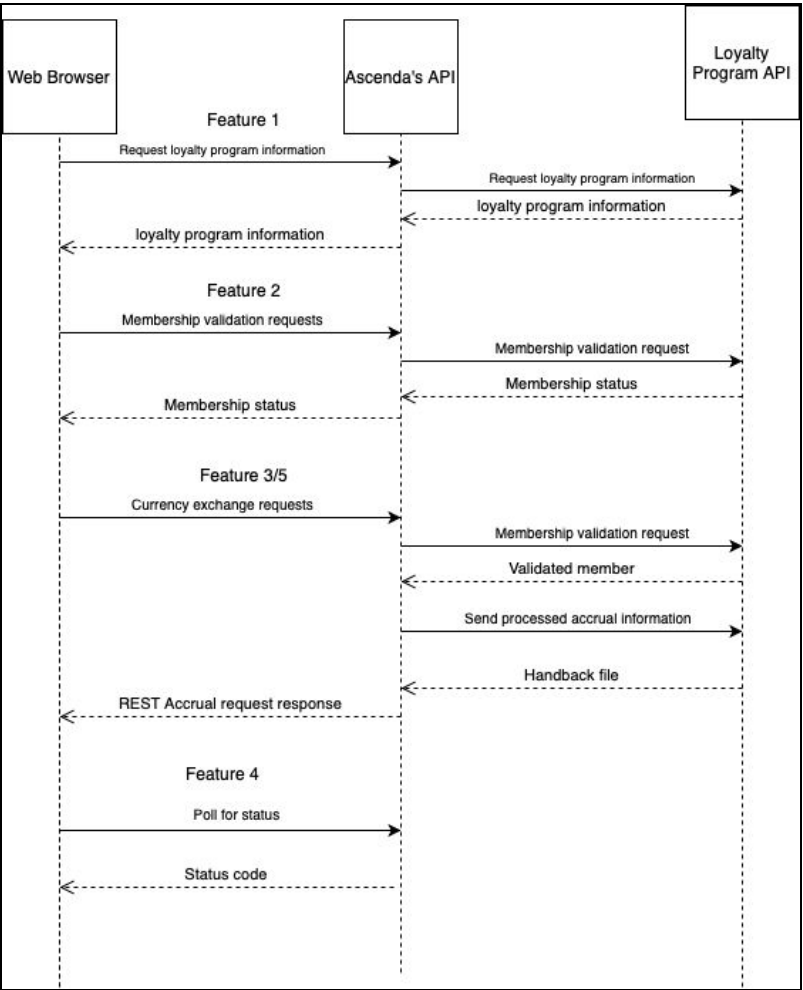 Web Browser
Ascenda's API
Loyalty
Program API
Feature 1
Request loyalty program information
Request loyalty program information
loyalty program information
loyalty program information
Feature 2
Membership validation requests
Membership validation request
Membership status
Membership status
Feature 3/5
Currency exchange requests
Membership validation request
Validated member
Send processed accrual information
Handback file
REST Accrual request response
Feature 4
Poll for status
Status code